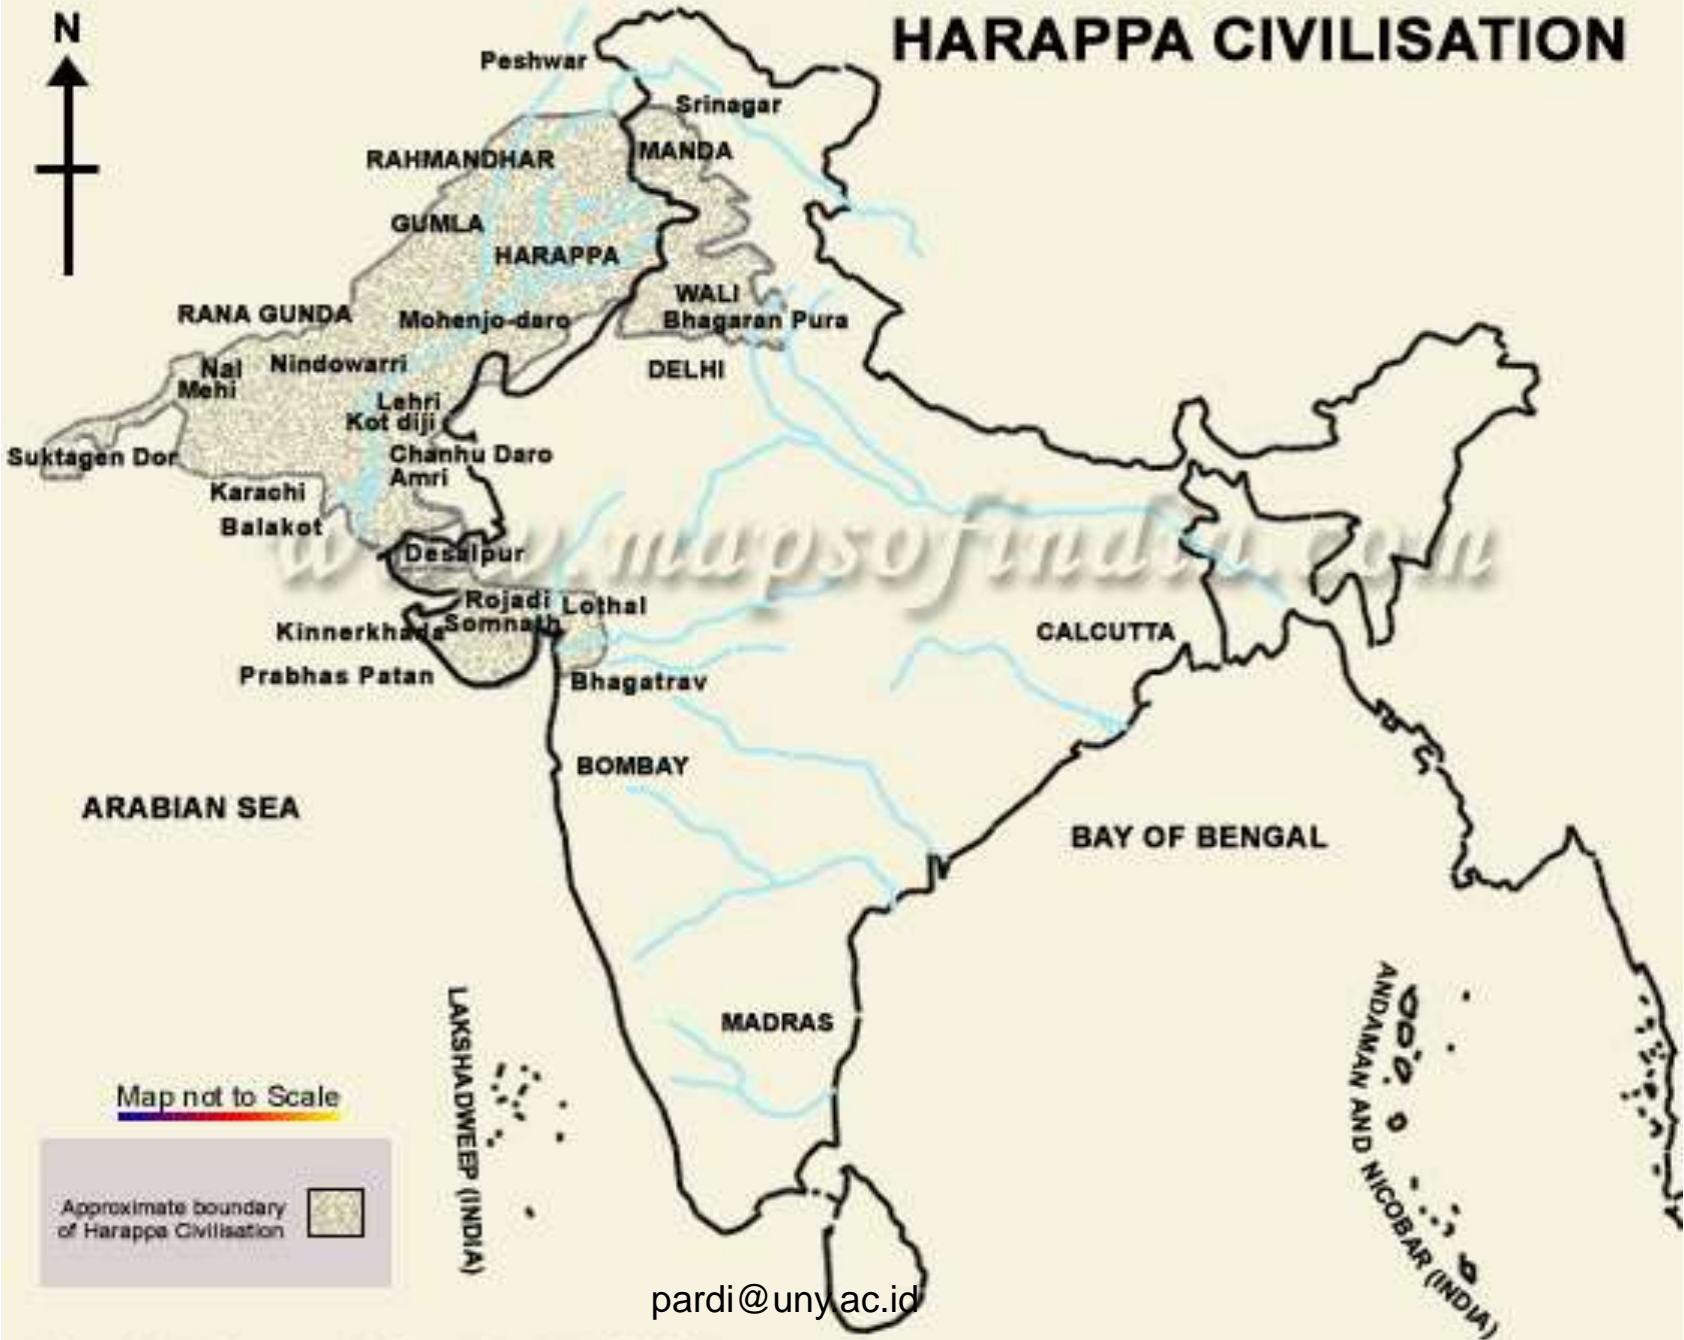 HARAPPA CIVILISATION
N
Peshwar
Srinagar
MANDA
RAHMANDHAR
GUMLA
HARAPPA
WALI
RANA GUNDA
Mohenjo-daro
Bhagaran Pura
Nal
Nindowarri
DELHI
Mehi
Lehri
Kot diji
Suktagen Dor
Chanhu Daro
Amri
Karachi
Balakot
www.mapsofindia.com
Desalpur
Rojadi
Lothal
Kinnerkhada
Somnath
CALCUTTA
Prabhas Patan
Bhagatrav
BOMBAY
ARABIAN SEA
BAY OF BENGAL
LAKSHADWEEP (INDIA)
MADRAS
ANDAMAN AND NICOBAR (INDIA)
Map not to Scale
Approximate boundary
of Harappa Civilisation
pardi@uny.ac.id